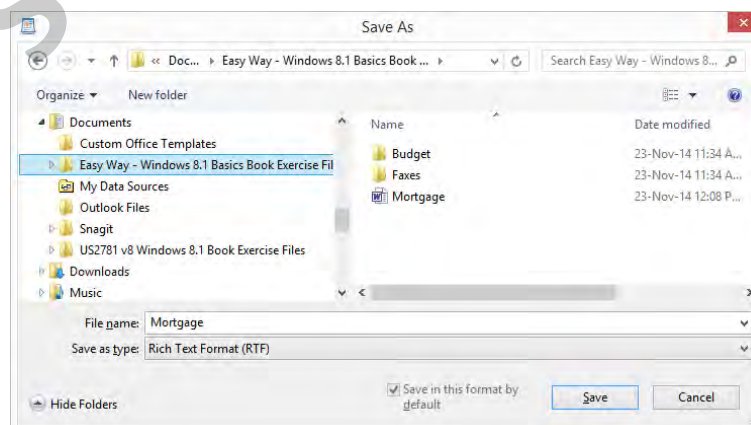 Save As
« Doc... Easy Way - Windows 8.1 Basics Book ...
Search Easy Way - Windows 8...
Organize New folder
Documents
Custom Office Templates
Easy Way - Windows 8.1 Basics Book Exercise Fil
My Data Sources
Outlook Files
Snagit
US2781 v8 Windows 8.1 Book Exercise Files
Downloads
Music
Name Date modified
Budget 23-Nov-14 11:34 A...
Faxes 23-Nov-14 11:34 A...
Mortgage 23-Nov-14 12:08 P...
File name: Mortgage
Save as type: Rich Text Format (RTF)
Hide Folders
Save in this format by
default
Save
Cancel